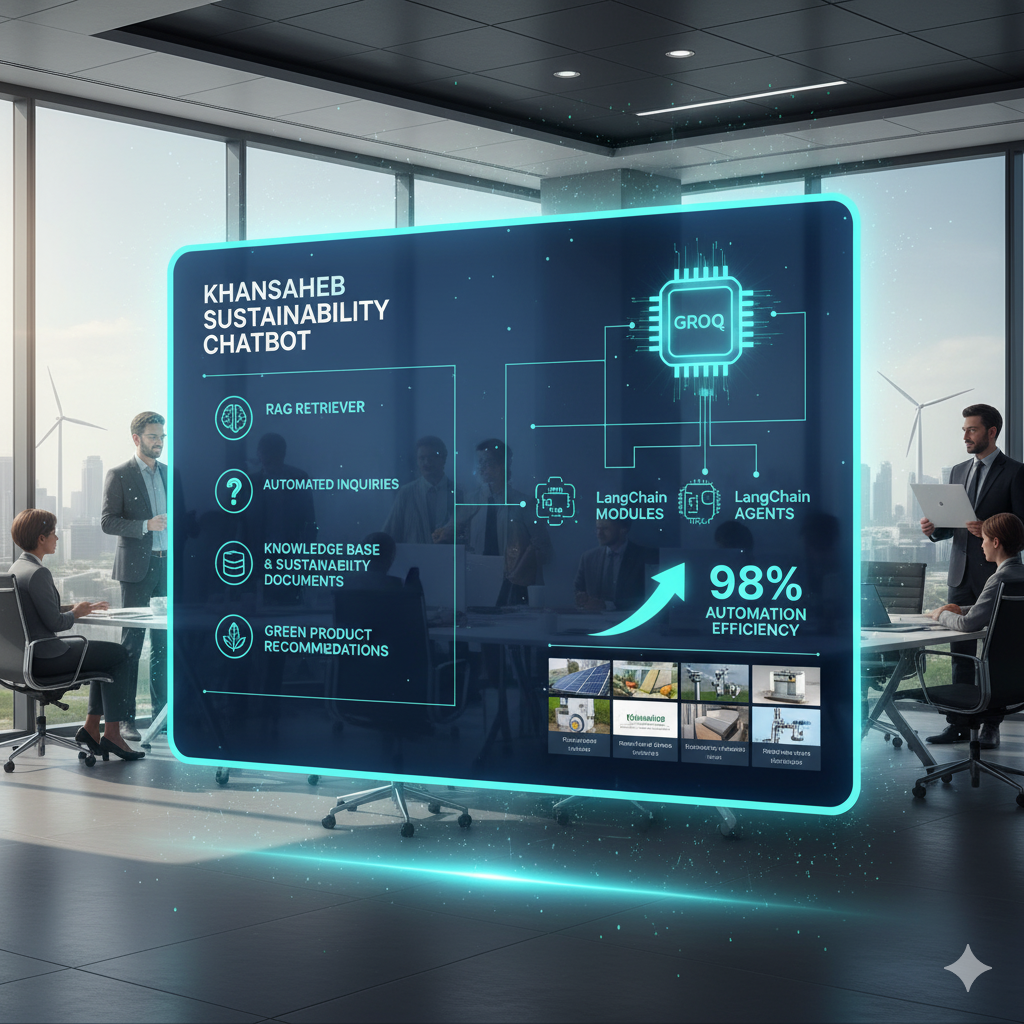 KHANSAHEB
SUSTAINABILITY
CHATBOT
RAG RETRIEVER
AUTOMATED INQUIRIES
KNOWLEDGE BASE
& SUSTAINABIITY
DOCUMENTS
GREEN PRODUCT
RECOMMEDATIONS
GROQ
LangChain
MODULES
LangChain
AGENTS
98%
AUTOMATION
EFFICIENCY